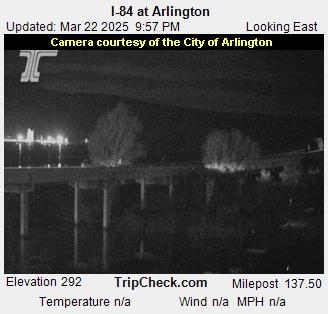 I-84 at Arlington
Updated: Mar 22 2025 9:57 PM Looking East
Camera courtesy of the City of Arlington
Elevation 292 TripCheck.com Milepost 137.50
Temperature n/a Wind n/a MPH n/a